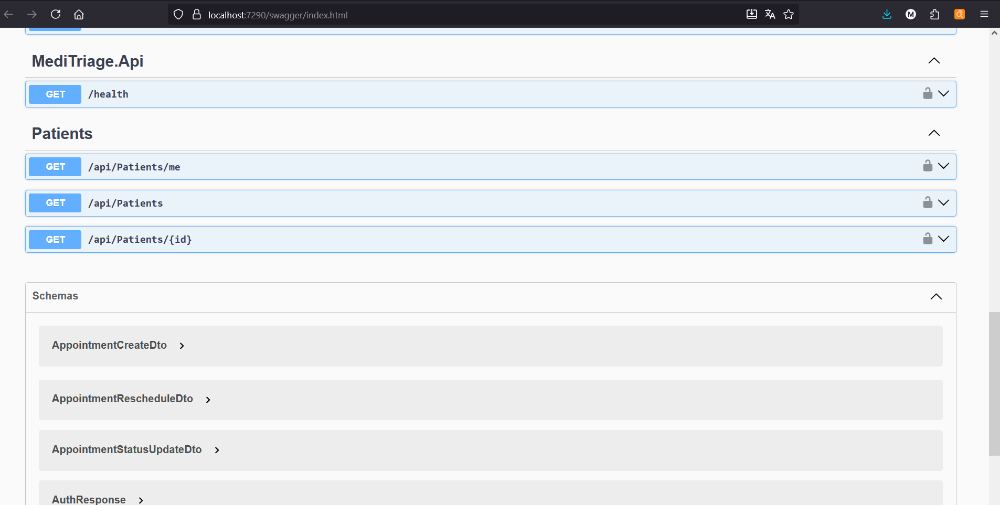 localhost:7290/swagger/index.html
M
MediTriage.Api
GET /health
Patients
GET /api/Patients/me
GET /api/Patients
GET /api/Patients/{id}
Schemas
AppointmentCreateDto
AppointmentRescheduleDto
AppointmentStatusUpdateDto
AuthResponse